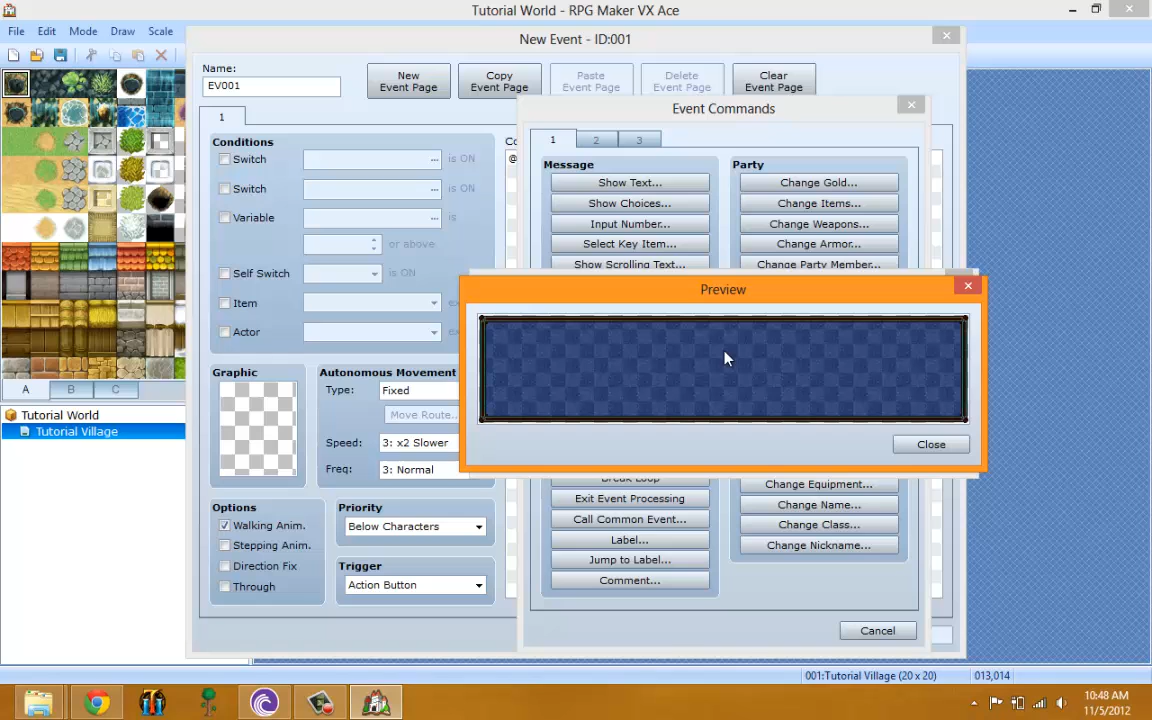 Tutorial World - RPG Maker VX Ace
File Edit Mode Draw Scale
New Event - ID:001
Name:
EV001
New Event Page
Copy Event Page
Paste Event Page
Delete Event Page
Clear Event Page
1
Conditions
Switch ... is ON
Switch ... is ON
Variable ... is
or above
Self Switch is ON
Item
Actor
Graphic
Autonomous Movement
Type: Fixed
Move Route...
Speed: 3: x2 Slower
Freq: 3: Normal
Options
Walking Anim.
Stepping Anim.
Direction Fix
Through
Priority
Below Characters
Trigger
Action Button
Event Commands
1 2 3
Message
Show Text...
Show Choices...
Input Number...
Select Key Item...
Show Scrolling Text...
Party
Change Gold...
Change Items...
Change Weapons...
Change Armor...
Change Party Member...
Preview
Close
Break Loop
Exit Event Processing
Call Common Event...
Label...
Jump to Label...
Comment...
Change Equipment...
Change Name...
Change Class...
Change Nickname...
Cancel
A B C
Tutorial World
Tutorial Village
001:Tutorial Village (20 x 20) 013,014
10:48 AM
11/5/2012